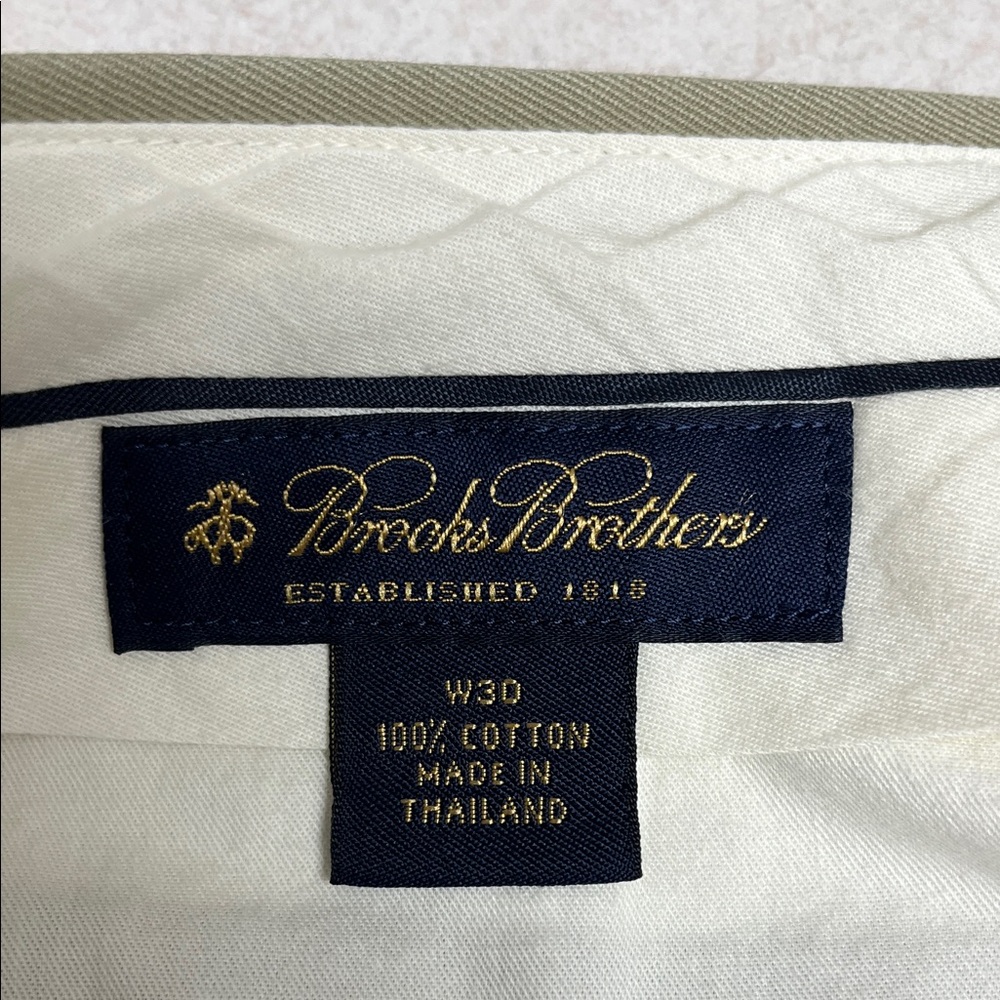 Brooks Brothers
ESTABLISHED 1818
W30
100% COTTON
MADE IN
THAILAND